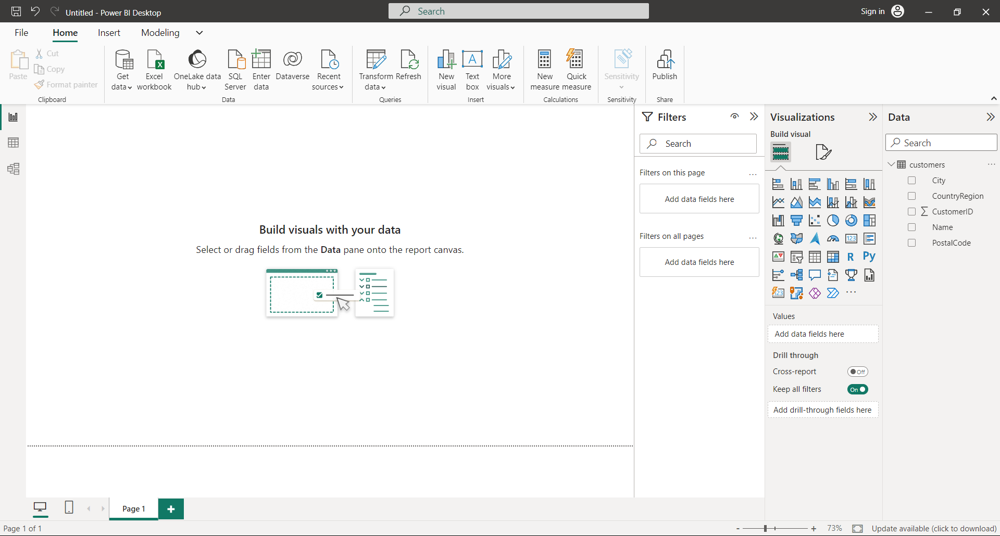 Untitled - Power BI Desktop
Search
Sign in
File
Home
Insert
Modeling
Paste
Cut
Copy
Format painter
Clipboard
Get data
Excel workbook
OneLake data hub
SQL Server
Enter data
Dataverse
Recent sources
Data
Transform data
Refresh
Queries
New visual
Text box
More visuals
Insert
New measure
Quick measure
Calculations
Sensitivity
Sensitivity
Publish
Share
Build visuals with your data
Select or drag fields from the Data pane onto the report canvas.
Filters
Search
Filters on this page
...
Add data fields here
Filters on all pages
...
Add data fields here
Visualizations
Build visual
123
R
Py
123
...
Values
Add data fields here
Drill through
Cross-report
Off
Keep all filters
On
Add drill-through fields here
Data
Search
customers
...
City
CountryRegion
CustomerID
Name
PostalCode
Page 1
+
Page 1 of 1
-
+
73%
Update available (click to download)